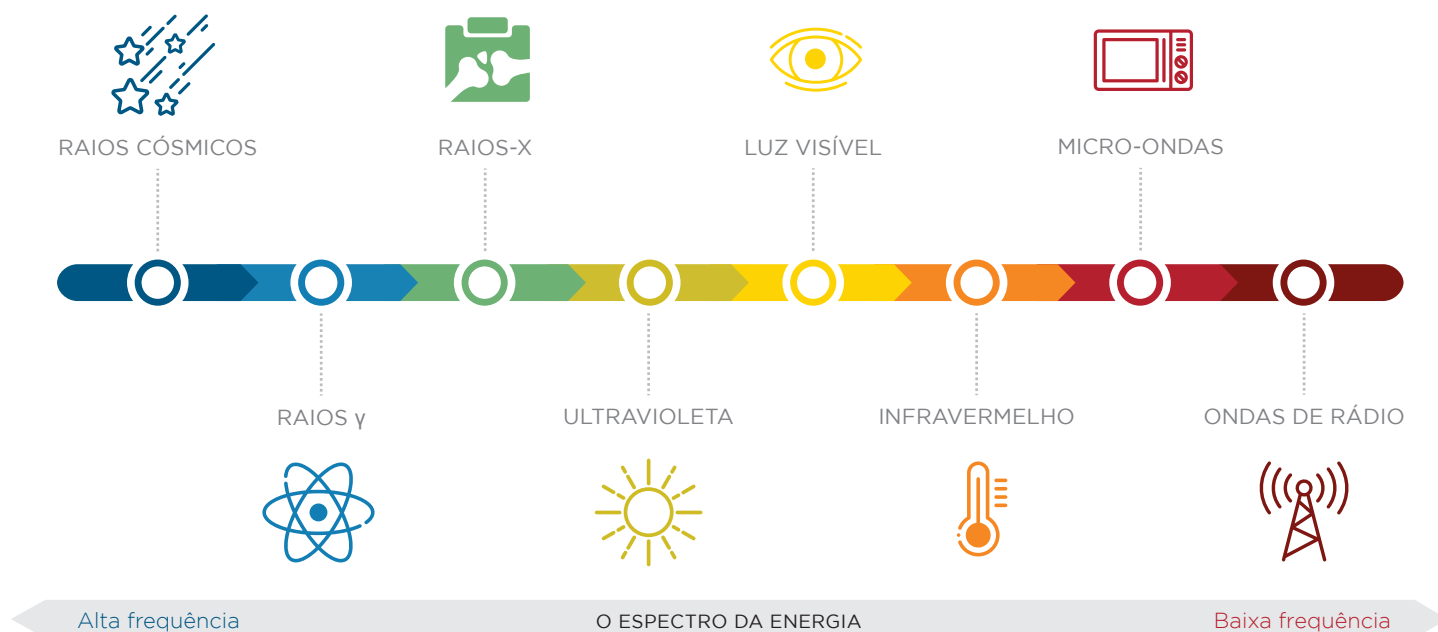 RAIOS CÓSMICOS
RAIOS-X
LUZ VISÍVEL
MICRO-ONDAS
RAIOS γ
ULTRAVIOLETA
INFRAVERMELHO
ONDAS DE RÁDIO
Alta frequência
O ESPECTRO DA ENERGIA
Baixa frequência